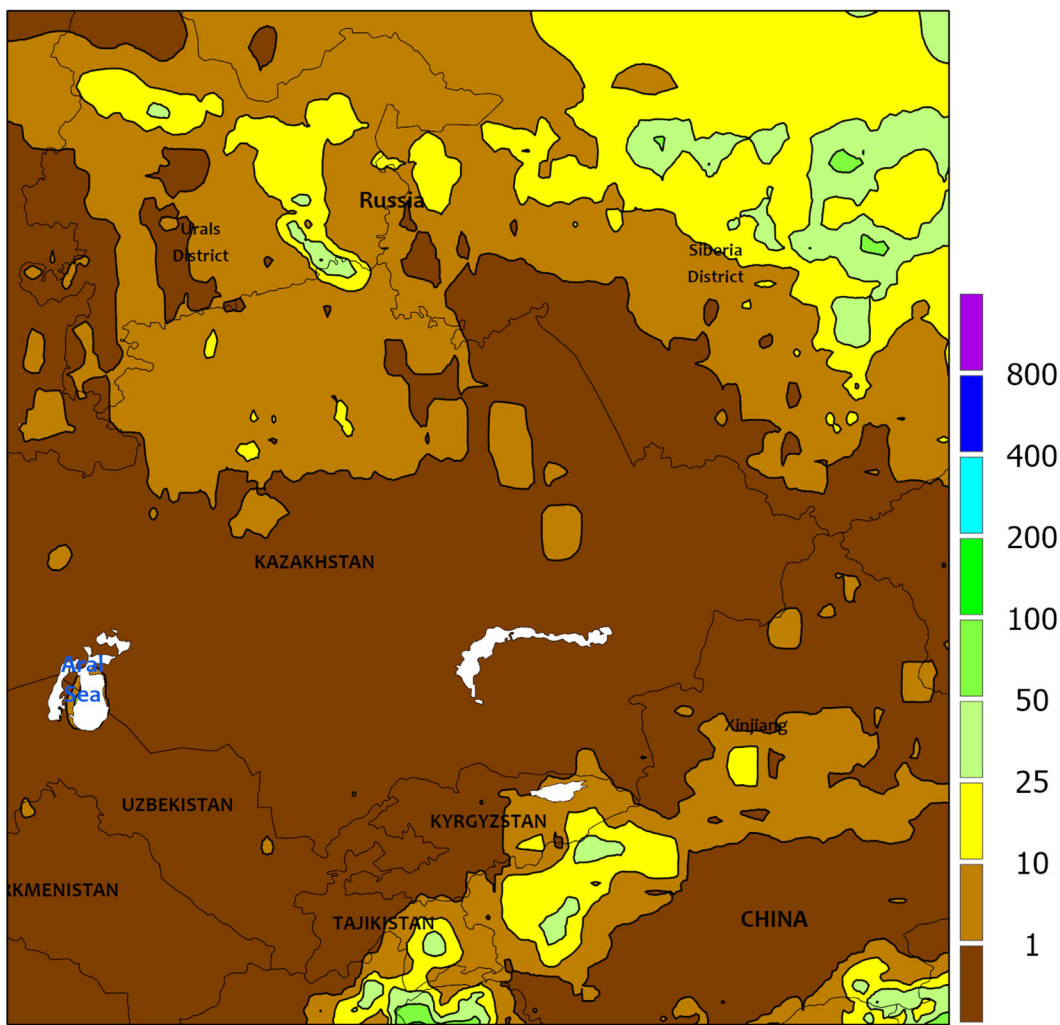 Russia
Urals
District
Siberia
District
KAZAKHSTAN
Aral
Sea
Xinjiang
UZBEKISTAN
KYRGYZSTAN
RKMENISTAN
TAJIKISTAN
CHINA
800
400
200
100
50
25
10
1